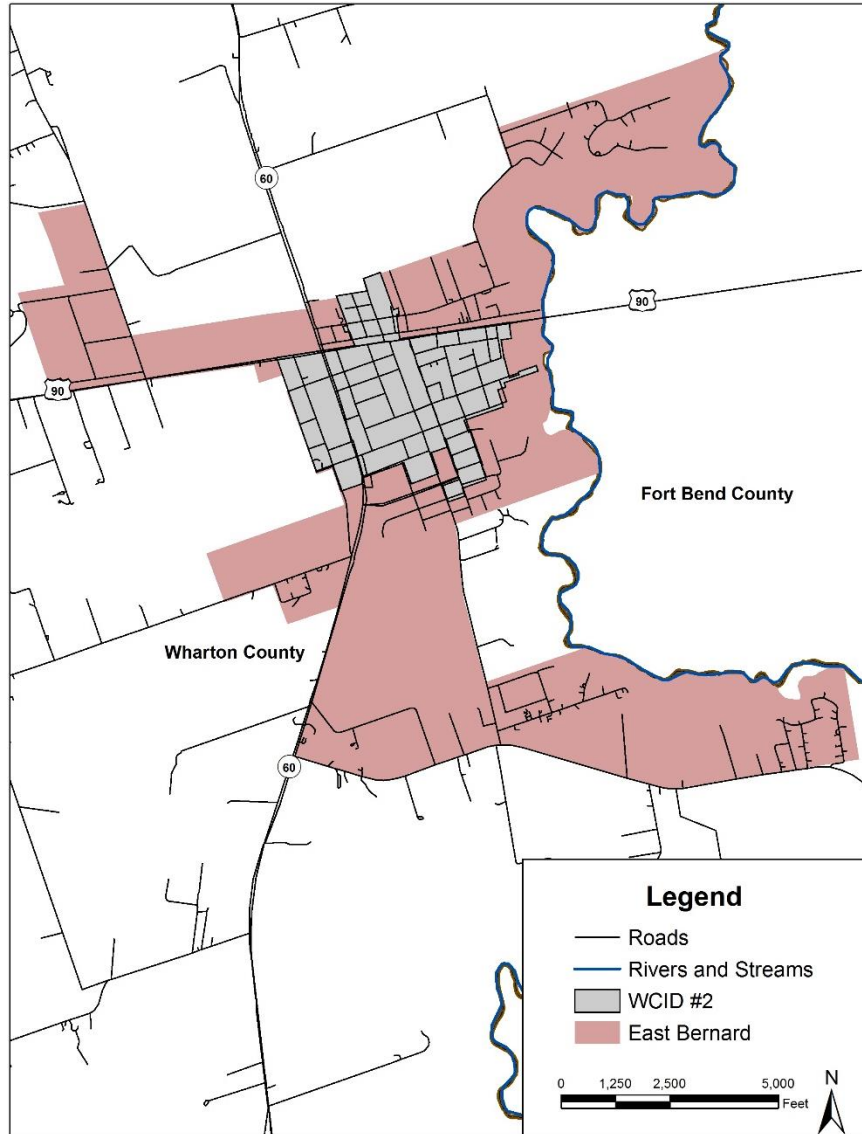 60
90
90
Fort Bend County
Wharton County
60
Legend
Roads
Rivers and Streams
WCID #2
East Bernard
0 1,250 2,500 5,000
Feet
N